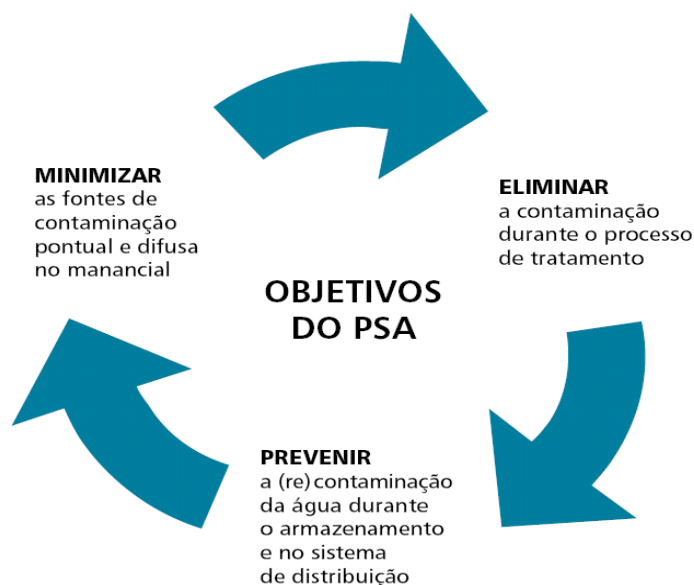 MINIMIZAR
as fontes de
contaminação
pontual e difusa
no manancial
ELIMINAR
a contaminação
durante o processo
de tratamento
OBJETIVOS
DO PSA
PREVENIR
a (re)contaminação
da água durante
o armazenamento
e no sistema
de distribuição